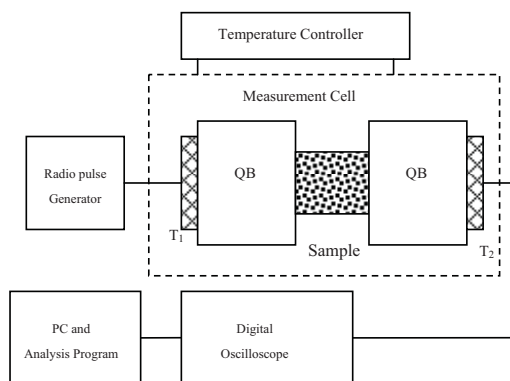 Temperature Controller
Measurement Cell
Radio pulse
Generator
QB
QB
T₁
T₂
Sample
PC and
Analysis Program
Digital
Oscilloscope